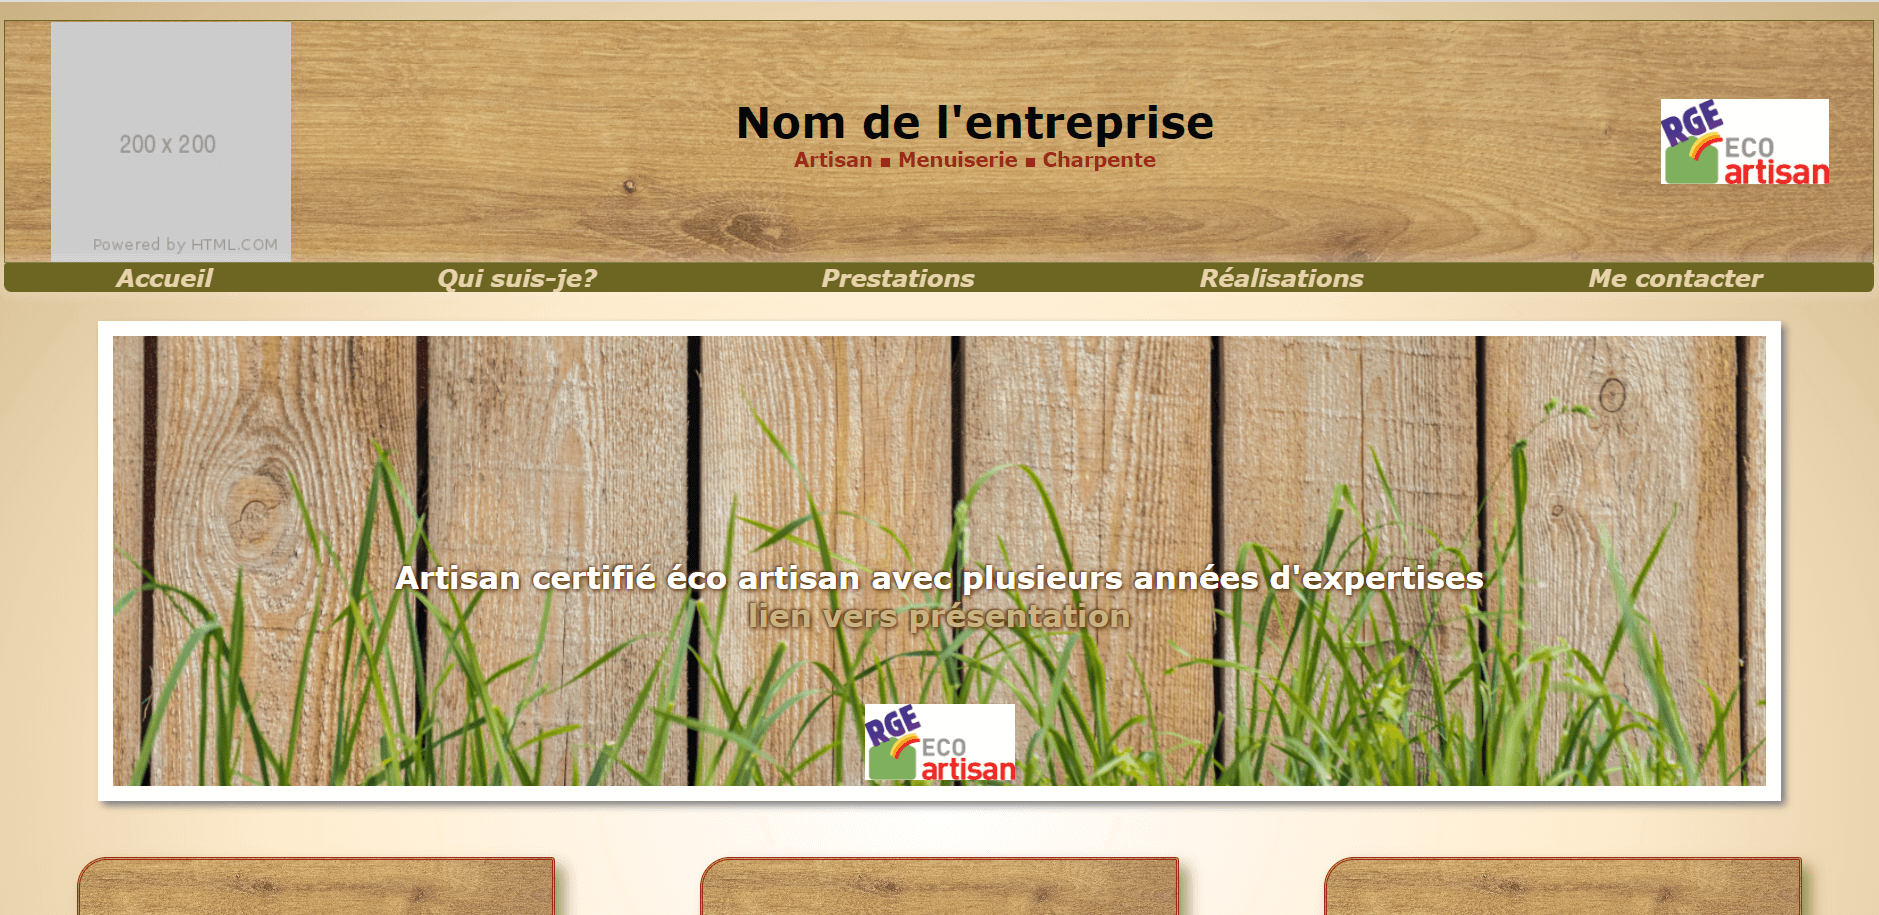 200 x 200
Powered by HTML.COM
Nom de l'entreprise
Artisan ▪ Menuiserie ▪ Charpente
RGE
ECO
artisan
Accueil
Qui suis-je?
Prestations
Réalisations
Me contacter
Artisan certifié éco artisan avec plusieurs années d'expertises
lien vers présentation
RGE
ECO
artisan